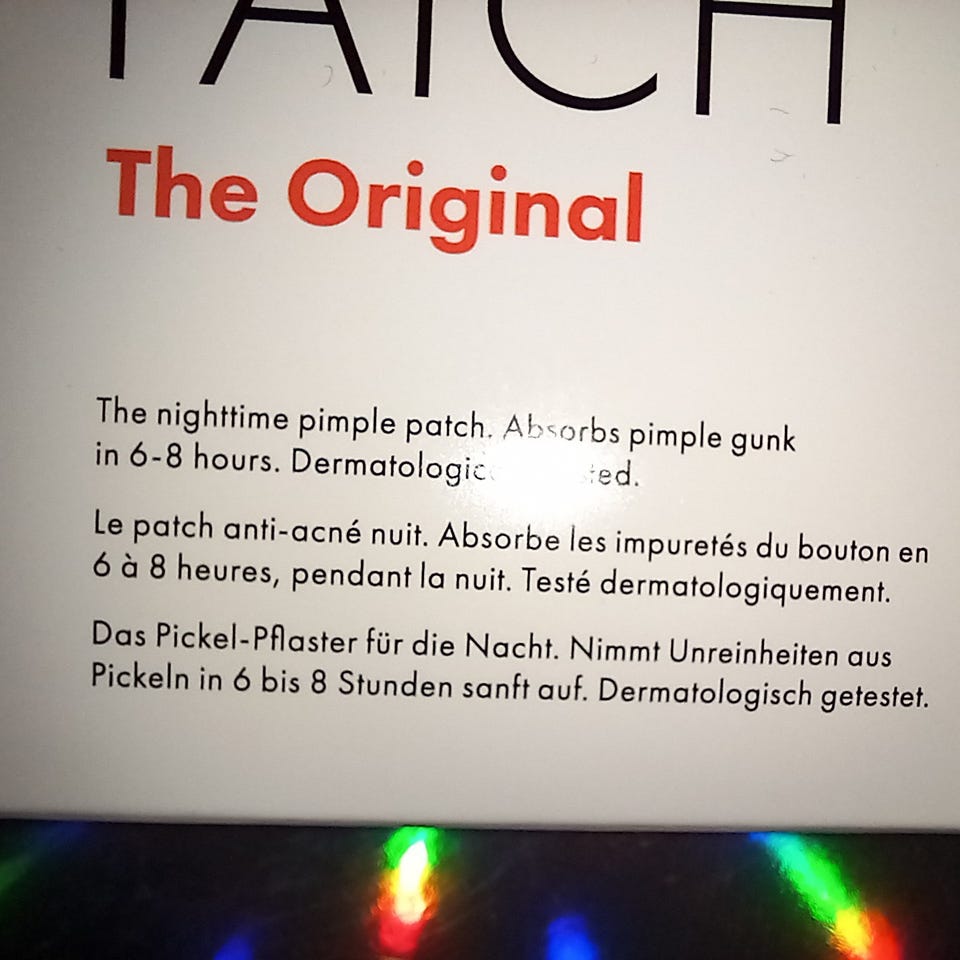 PATCH
The Original
The nighttime pimple patch. Absorbs pimple gunk
in 6-8 hours.
Le patch anti-acné nuit. Absorbe les impuretés du bouton en
6 à 8 heures, pendant la nuit. Testé dermatologiquement.
Das Pickel-Pflaster für die Nacht. Nimmt Unreinheiten aus
Pickeln in 6 bis 8 Stunden sanft auf. Dermatologisch getestet.